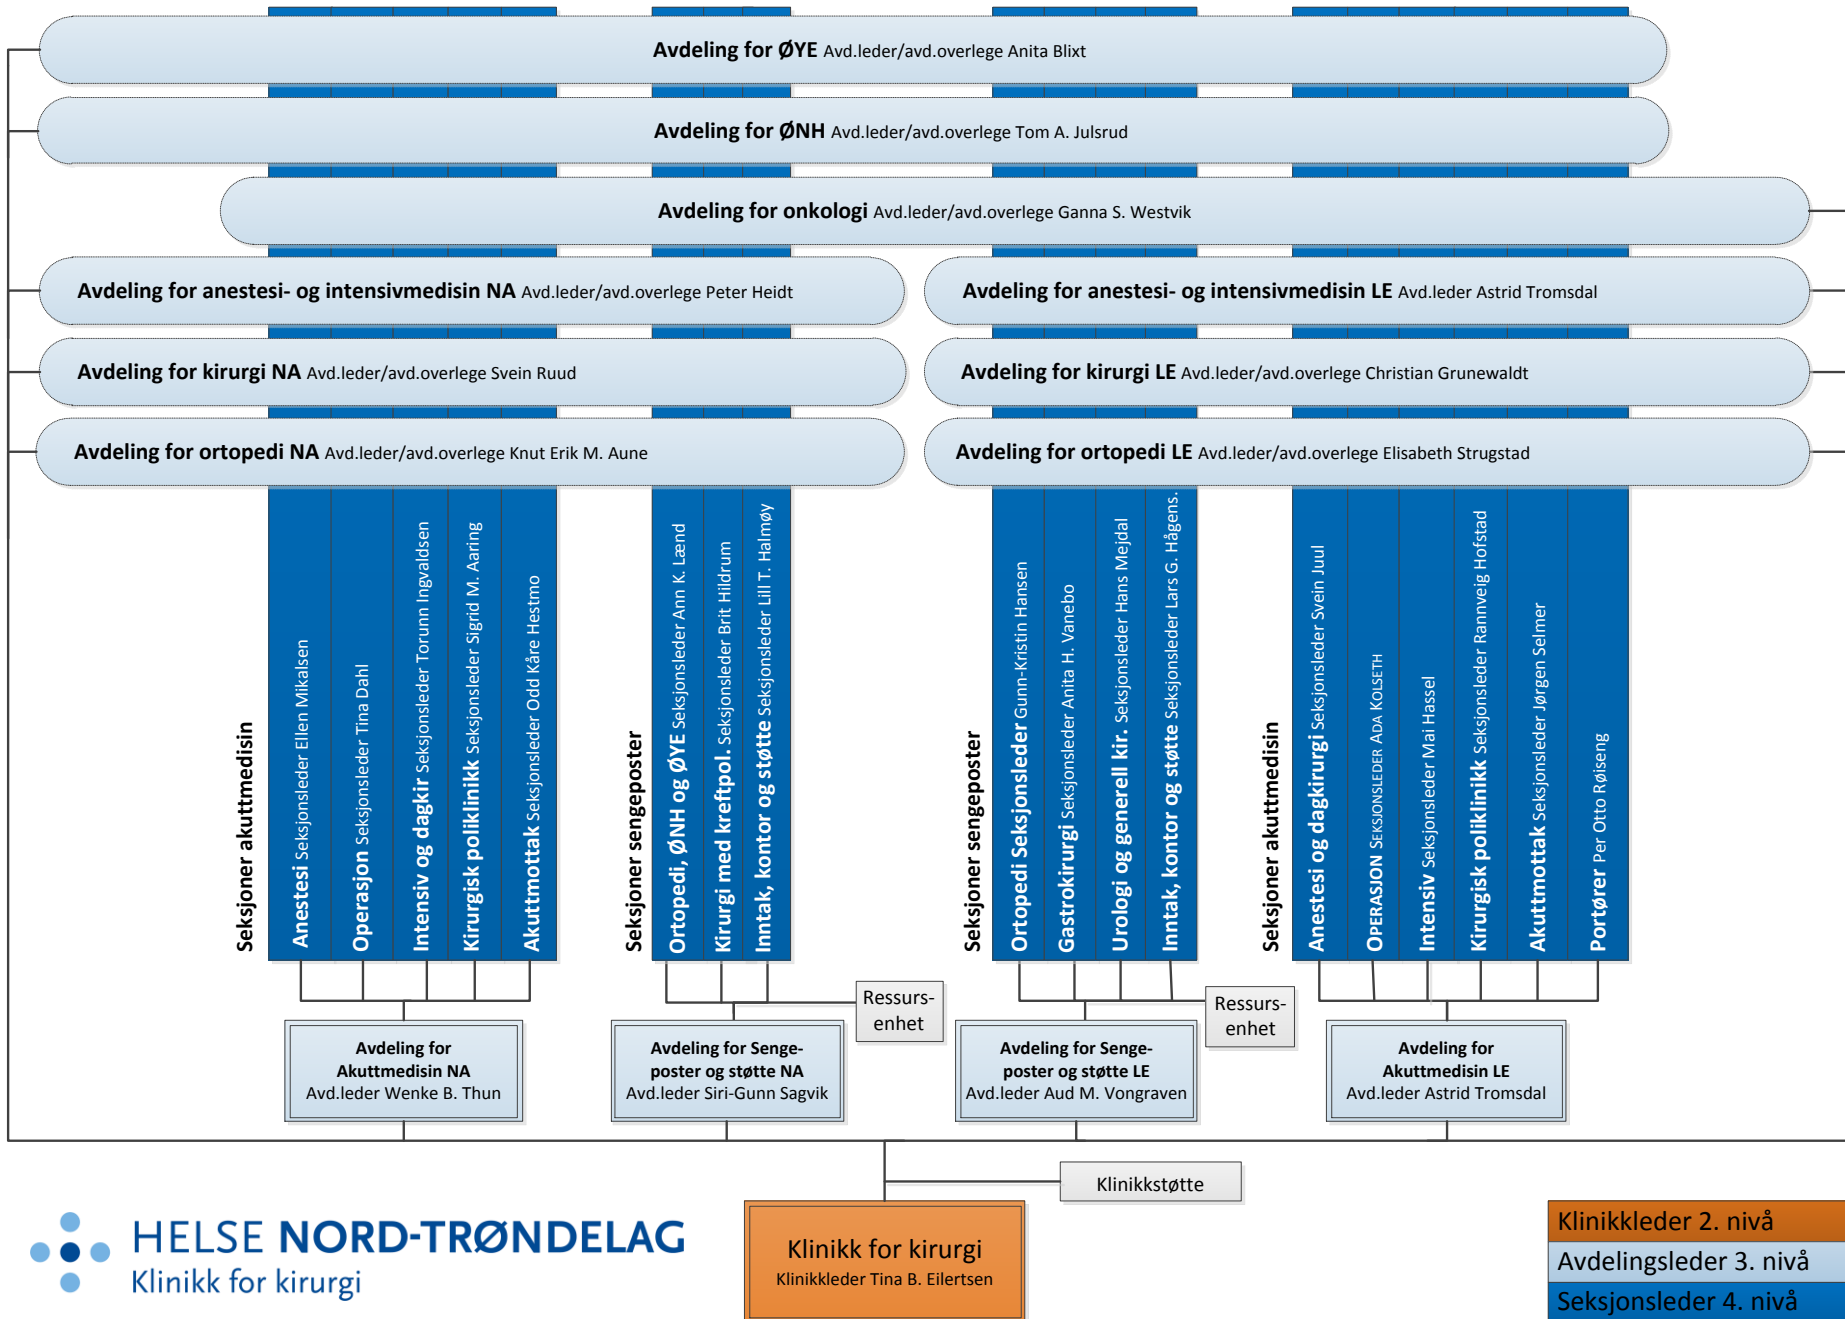 Avdeling for ØYE Avd.leder/avd.overlege Anita Blixt
Avdeling for ØNH Avd.leder/avd.overlege Tom A. Julsrud
Avdeling for onkologi Avd.leder/avd.overlege Ganna S. Westvik
Avdeling for anestesi- og intensivmedisin NA Avd.leder/avd.overlege Peter Heidt
Avdeling for anestesi- og intensivmedisin LE Avd.leder Astrid Tromsdal
Avdeling for kirurgi NA Avd.leder/avd.overlege Svein Ruud
Avdeling for kirurgi LE Avd.leder/avd.overlege Christian Grunewaldt
Avdeling for ortopedi NA Avd.leder/avd.overlege Knut Erik M. Aune
Avdeling for ortopedi LE Avd.leder/avd.overlege Elisabeth Strugstad
Seksjoner akuttmedisin
Anestesi Seksjonsleder Ellen Mikalsen
Operasjon Seksjonsleder Tina Dahl
Intensiv og dagkir Seksjonsleder Torunn Ingvaldsen
Kirurgisk poliklinikk Seksjonsleder Sigrid M. Aaring
Akuttmottak Seksjonsleder Odd Kåre Hestmo
Seksjoner sengeposter
Ortopedi, ØNH og ØYE Seksjonsleder Ann K. Lænd
Kirurgi med kreftpol. Seksjonsleder Brit Hildrum
Inntak, kontor og støtte Seksjonsleder Lill T. Halmøy
Seksjoner sengeposter
Ortopedi Seksjonsleder Gunn-Kristin Hansen
Gastrokirurgi Seksjonsleder Anita H. Vanebo
Urologi og generell kir. Seksjonsleder Hans Mejdal
Inntak, kontor og støtte Seksjonsleder Lars G. Hågens.
Seksjoner akuttmedisin
Anestesi og dagkirurgi Seksjonsleder Svein Juul
OPERASJON SEKSJONSLEDER ADA KOLSETH
Intensiv Seksjonsleder Mai Hassel
Kirurgisk poliklinikk Seksjonsleder Rannveig Hofstad
Akuttmottak Seksjonsleder Jørgen Selmer
Portører Per Otto Røiseng
Ressurs-
enhet
Ressurs-
enhet
Avdeling for
Akuttmedisin NA
Avd.leder Wenke B. Thun
Avdeling for Senge-
poster og støtte NA
Avd.leder Siri-Gunn Sagvik
Avdeling for Senge-
poster og støtte LE
Avd.leder Aud M. Vongraven
Avdeling for
Akuttmedisin LE
Avd.leder Astrid Tromsdal
Klinikkstøtte
Klinikk for kirurgi
Klinikkleder Tina B. Eilertsen
HELSE NORD-TRØNDELAG
Klinikk for kirurgi
Klinikkleder 2. nivå
Avdelingsleder 3. nivå
Seksjonsleder 4. nivå